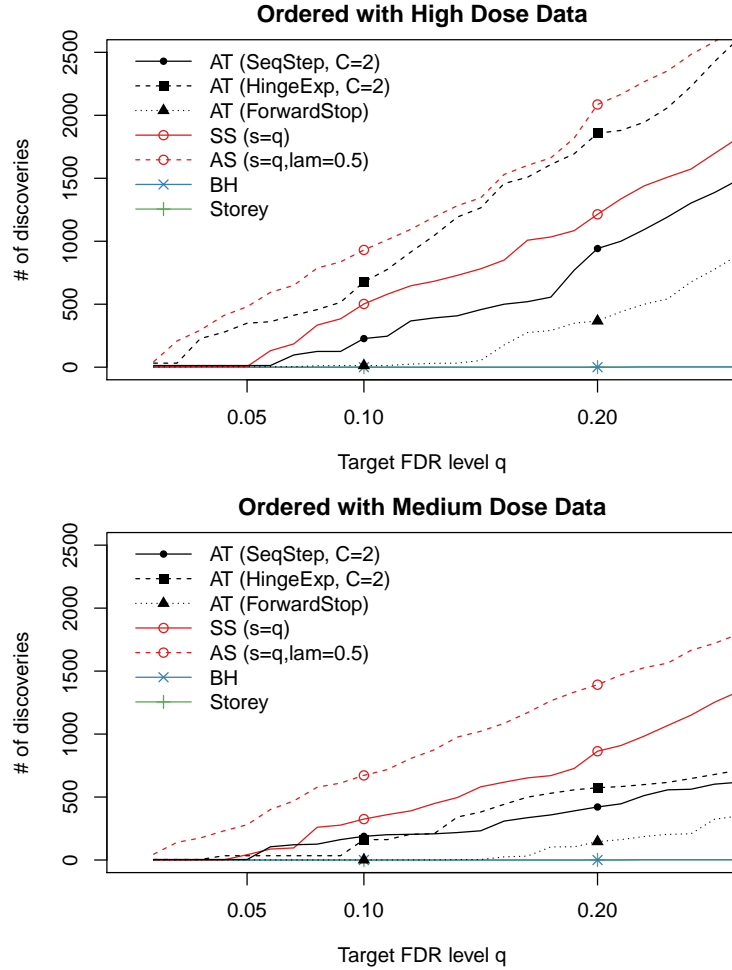 Ordered with High Dose Data
# of discoveries
2500
2000
1500
1000
500
0
AT (SeqStep, C=2)
AT (HingeExp, C=2)
AT (ForwardStop)
SS (s=q)
AS (s=q,lam=0.5)
BH
Storey
0.05 0.10 0.20
Target FDR level q
Ordered with Medium Dose Data
# of discoveries
2500
2000
1500
1000
500
0
AT (SeqStep, C=2)
AT (HingeExp, C=2)
AT (ForwardStop)
SS (s=q)
AS (s=q,lam=0.5)
BH
Storey
0.05 0.10 0.20
Target FDR level q